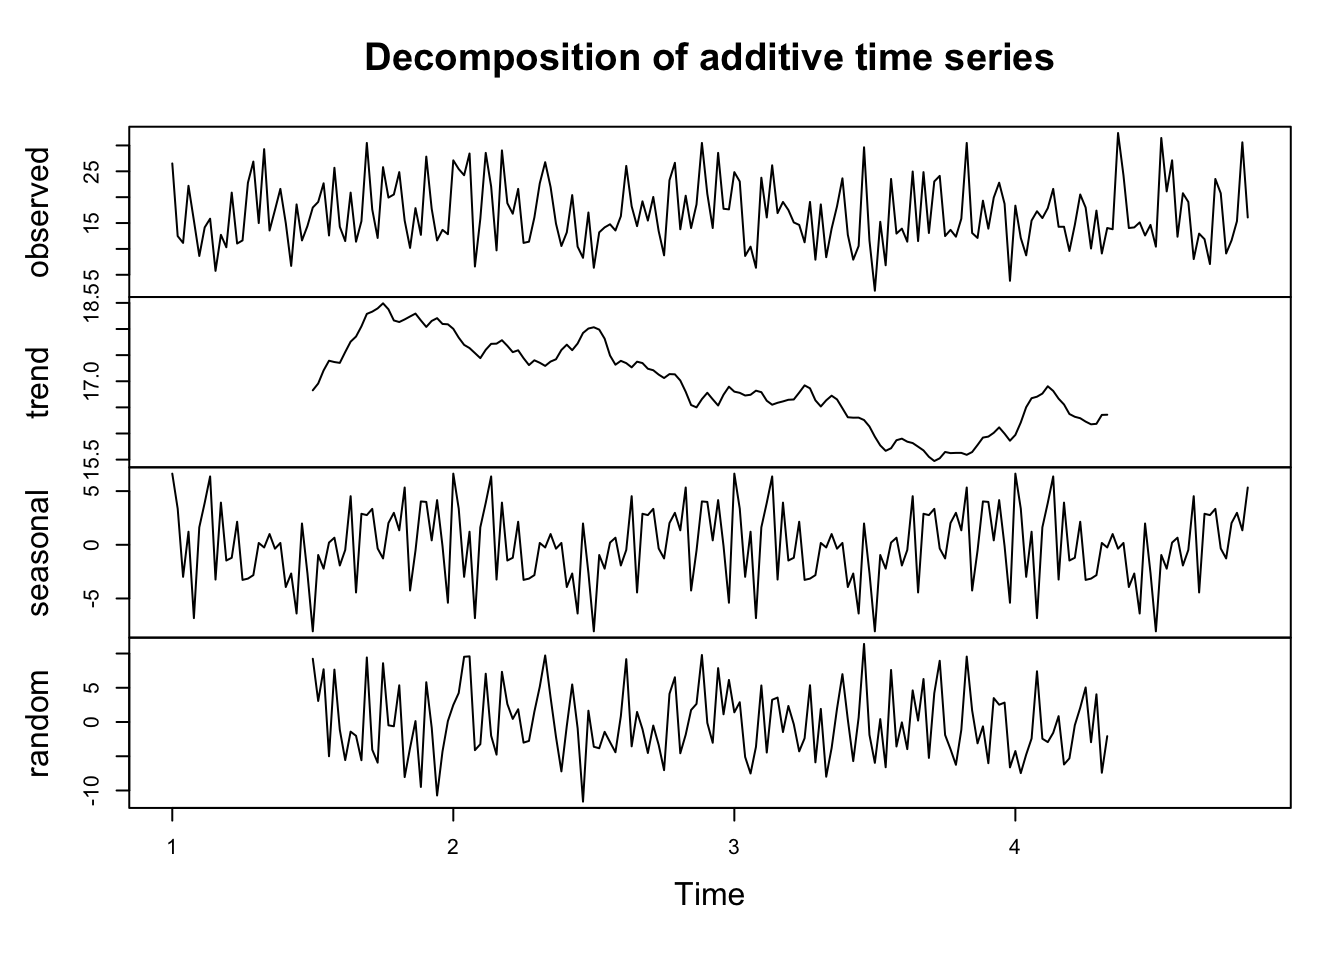 Decomposition of additive time series
observed
5 15 25
trend
15.5 17.0 18.5
seasonal
-5 0 5
random
-10 0 5
1 2 3 4
Time